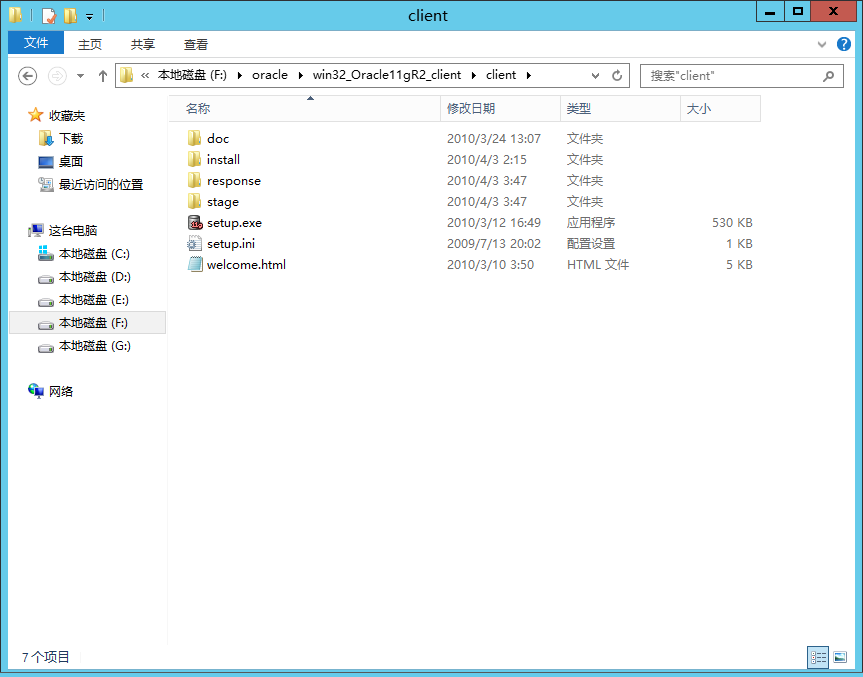 client
文件 主页 共享 查看
« 本地磁盘 (F:) oracle win32_Oracle11gR2_client client 搜索"client"
名称 修改日期 类型 大小
收藏夹
下载
桌面
最近访问的位置
这台电脑
本地磁盘 (C:)
本地磁盘 (D:)
本地磁盘 (E:)
本地磁盘 (F:)
本地磁盘 (G:)
网络
doc 2010/3/24 13:07 文件夹
install 2010/4/3 2:15 文件夹
response 2010/4/3 3:47 文件夹
stage 2010/4/3 3:47 文件夹
setup.exe 2010/3/12 16:49 应用程序 530 KB
setup.ini 2009/7/13 20:02 配置设置 1 KB
welcome.html 2010/3/10 3:50 HTML 文件 5 KB
7 个项目